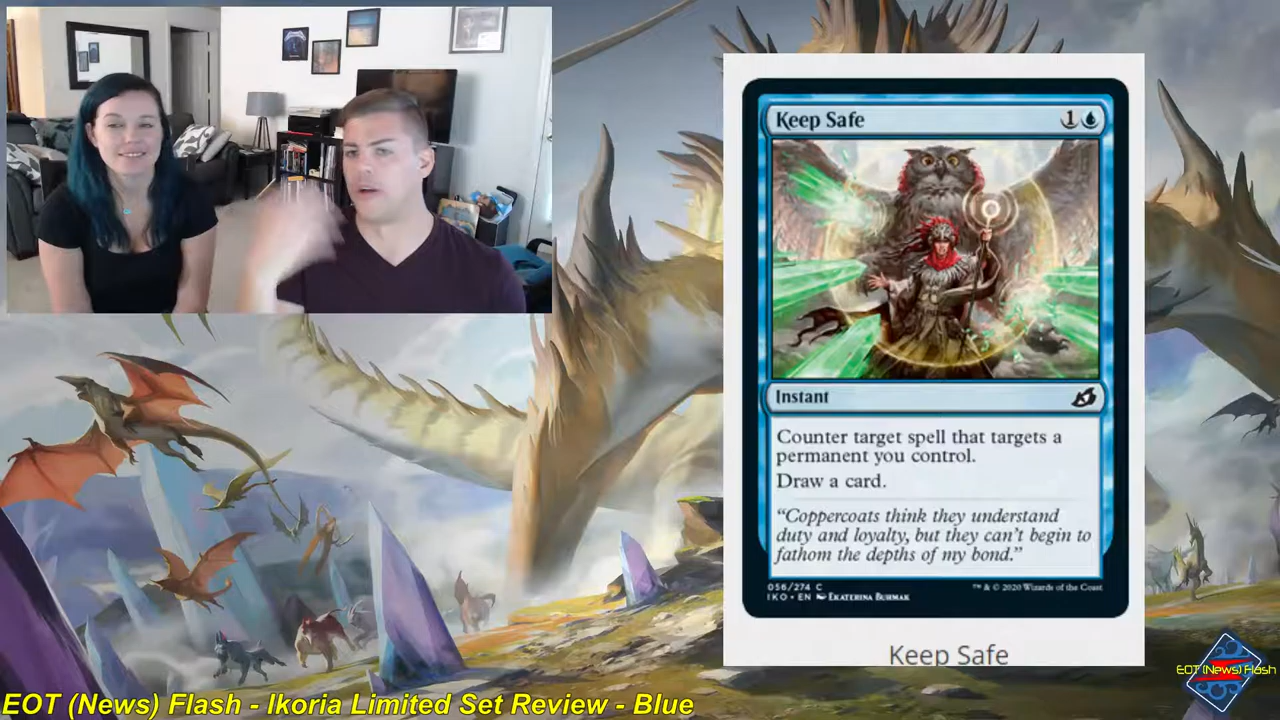 Keep Safe 1
Instant
Counter target spell that targets a
permanent you control.
Draw a card.
“Coppercoats think they understand
duty and loyalty, but they can’t begin to
fathom the depths of my bond.”
056/274 C
™ & © 2020 Wizards of the Coast
IKO • EN Ekaterina Burmak
Keep Safe
EOT (News) Flash
EOT (News) Flash - Ikoria Limited Set Review - Blue